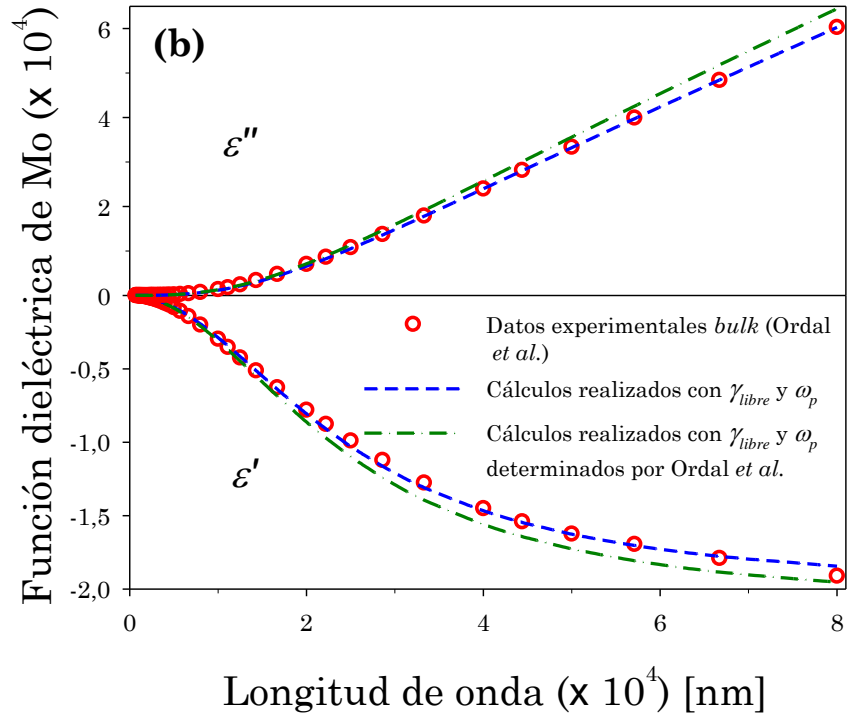 Función dieléctrica de Mo (x 10⁴)
(b)
6
4
2
0
-0,5
-1,0
-1,5
-2,0
ε"
ε'
Datos experimentales bulk (Ordal
et al.)
Cálculos realizados con γlibre y ωp
Cálculos realizados con γlibre y ωp
determinados por Ordal et al.
0 2 4 6 8
Longitud de onda (x 10⁴) [nm]